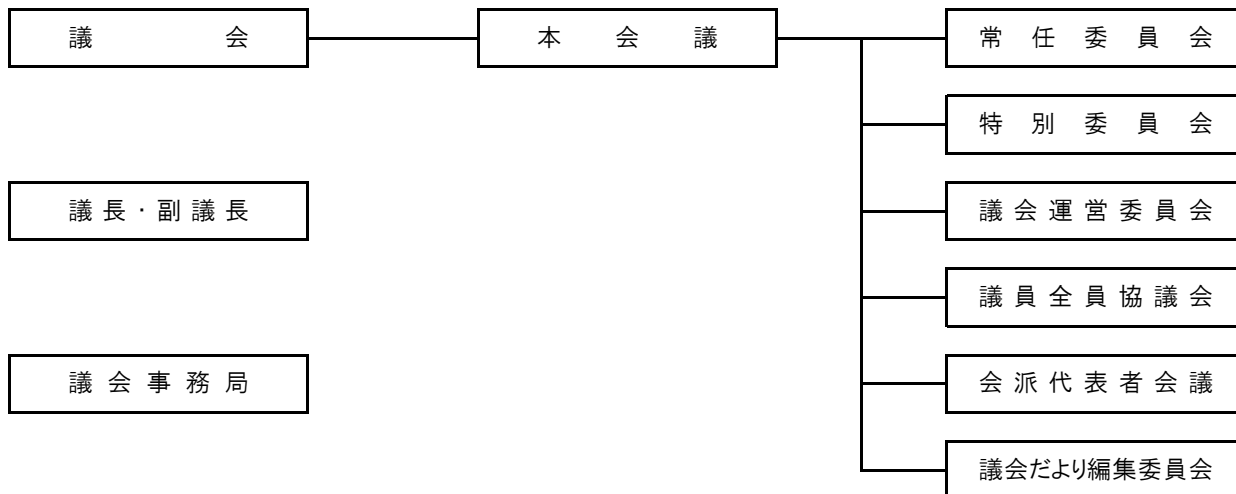 議会
本会議
常任委員会
特別委員会
議長・副議長
議会運営委員会
議員全員協議会
議会事務局
会派代表者会議
議会だより編集委員会